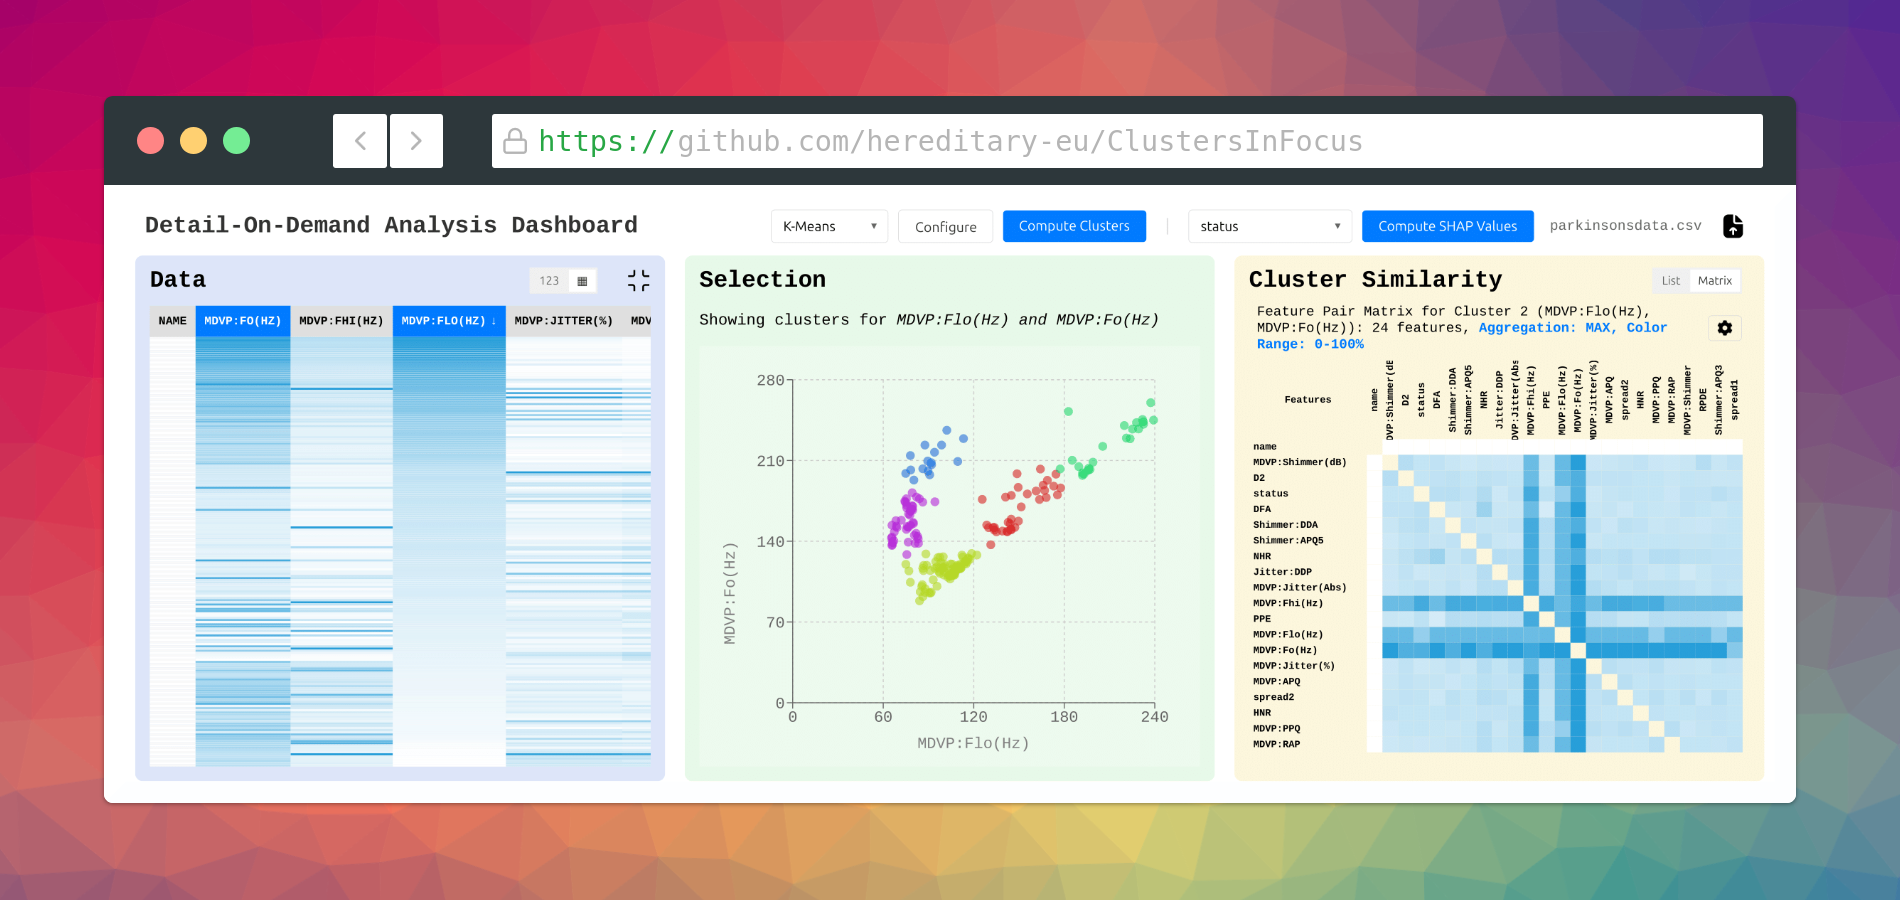 https://github.com/hereditary-eu/ClustersInFocus
Detail-On-Demand Analysis Dashboard
K-Means
Configure
Compute Clusters
status
Compute SHAP Values
parkinsonsdata.csv
Data
123
NAME MDVP:FO(HZ) MDVP:FHI(HZ) MDVP:FLO(HZ) ↓ MDVP:JITTER(%) MDV
Selection
Showing clusters for MDVP:Flo(Hz) and MDVP:Fo(Hz)
280
210
140
70
0
MDVP:Fo(Hz)
0 60 120 180 240
MDVP:Flo(Hz)
Cluster Similarity
List Matrix
Feature Pair Matrix for Cluster 2 (MDVP:Flo(Hz),
MDVP:Fo(Hz)): 24 features, Aggregation: MAX, Color
Range: 0-100%
Features
name
DVP:Shimmer(dB
D2
status
DFA
Shimmer:DDA
Shimmer:APQ5
NHR
Jitter:DDP
DVP:Jitter(Abs
MDVP:Fhi(Hz)
PPE
MDVP:Flo(Hz)
MDVP:Fo(Hz)
MDVP:Jitter(%)
MDVP:APQ
spread2
HNR
MDVP:PPQ
MDVP:RAP
MDVP:Shimmer
RPDE
Shimmer:APQ3
spread1
name
MDVP:Shimmer(dB)
D2
status
DFA
Shimmer:DDA
Shimmer:APQ5
NHR
Jitter:DDP
MDVP:Jitter(Abs)
MDVP:Fhi(Hz)
PPE
MDVP:Flo(Hz)
MDVP:Fo(Hz)
MDVP:Jitter(%)
MDVP:APQ
spread2
HNR
MDVP:PPQ
MDVP:RAP